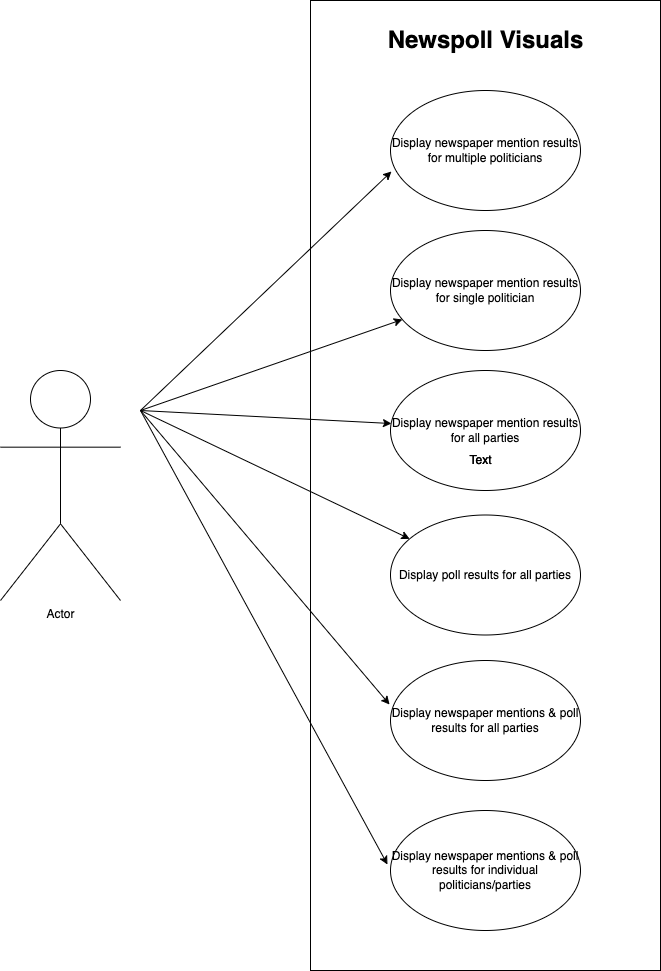 Newspoll Visuals
Display newspaper mention results
for multiple politicians
Display newspaper mention results
for single politician
Display newspaper mention results
for all parties
Text
Display poll results for all parties
Display newspaper mentions & poll
results for all parties
Display newspaper mentions & poll
results for individual
politicians/parties
Actor